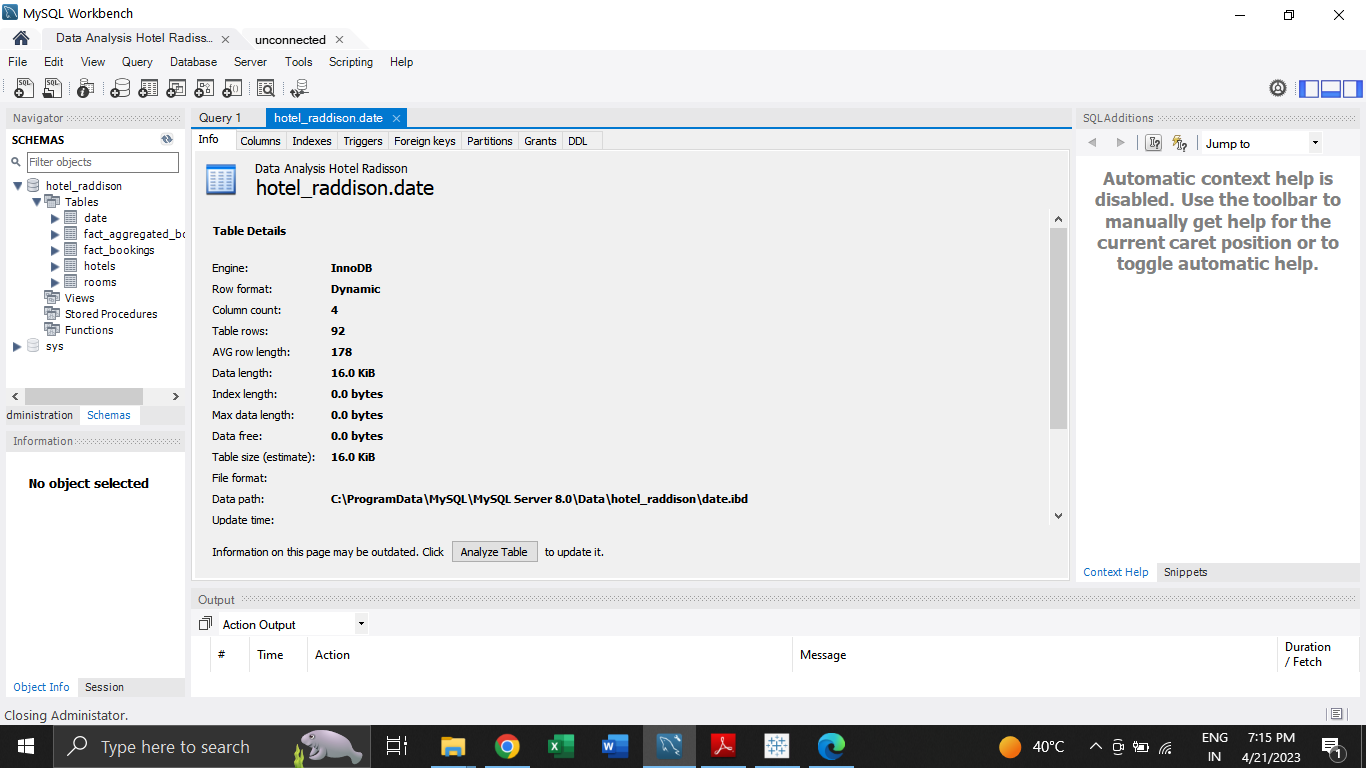 MySQL Workbench
Data Analysis Hotel Radiss... ×
unconnected ×
File Edit View Query Database Server Tools Scripting Help
Navigator
SCHEMAS
Filter objects
hotel_raddison
Tables
date
fact_aggregated_bo
fact_bookings
hotels
rooms
Views
Stored Procedures
Functions
sys
dministration Schemas
Information
No object selected
Object Info Session
Query 1
hotel_raddison.date ×
Info Columns Indexes Triggers Foreign keys Partitions Grants DDL
Data Analysis Hotel Radisson
hotel_raddison.date
Table Details
Engine: InnoDB
Row format: Dynamic
Column count: 4
Table rows: 92
AVG row length: 178
Data length: 16.0 KiB
Index length: 0.0 bytes
Max data length: 0.0 bytes
Data free: 0.0 bytes
Table size (estimate): 16.0 KiB
File format:
Data path: C:\ProgramData\MySQL\MySQL Server 8.0\Data\hotel_raddison\date.ibd
Update time:
Information on this page may be outdated. Click Analyze Table to update it.
SQLAdditions
Jump to
Automatic context help is
disabled. Use the toolbar to
manually get help for the
current caret position or to
toggle automatic help.
Context Help Snippets
Output
Action Output
# Time Action Message Duration
/ Fetch
Closing Administator.
Type here to search
40°C
ENG
IN
7:15 PM
4/21/2023
1